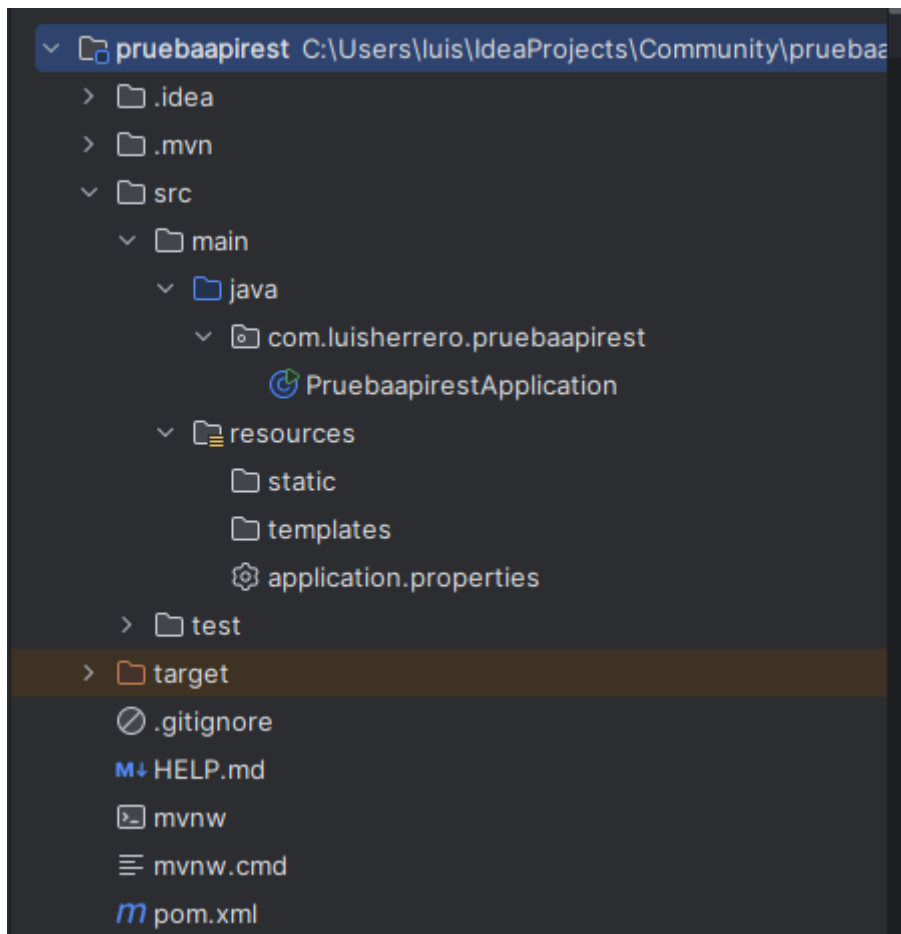 pruebaapirest C:\Users\luis\IdeaProjects\Community\pruebaa
.idea
.mvn
src
main
java
com.luisherrero.pruebaapirest
PruebaapirestApplication
resources
static
templates
application.properties
test
target
.gitignore
M↓ HELP.md
mvnw
mvnw.cmd
m pom.xml